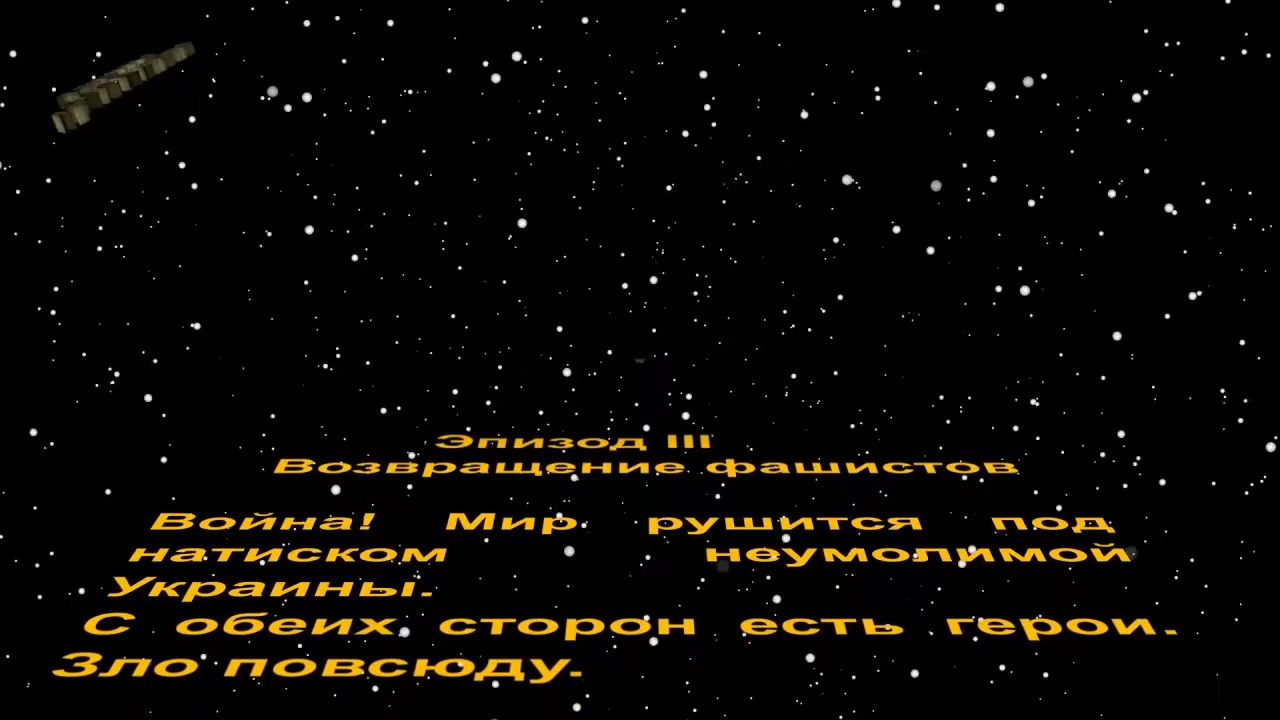 Эпизод III
Возвращение фашистов
Война! Мир рушится под
натиском неумолимой
Украины.
С обеих сторон есть герои.
Зло повсюду.